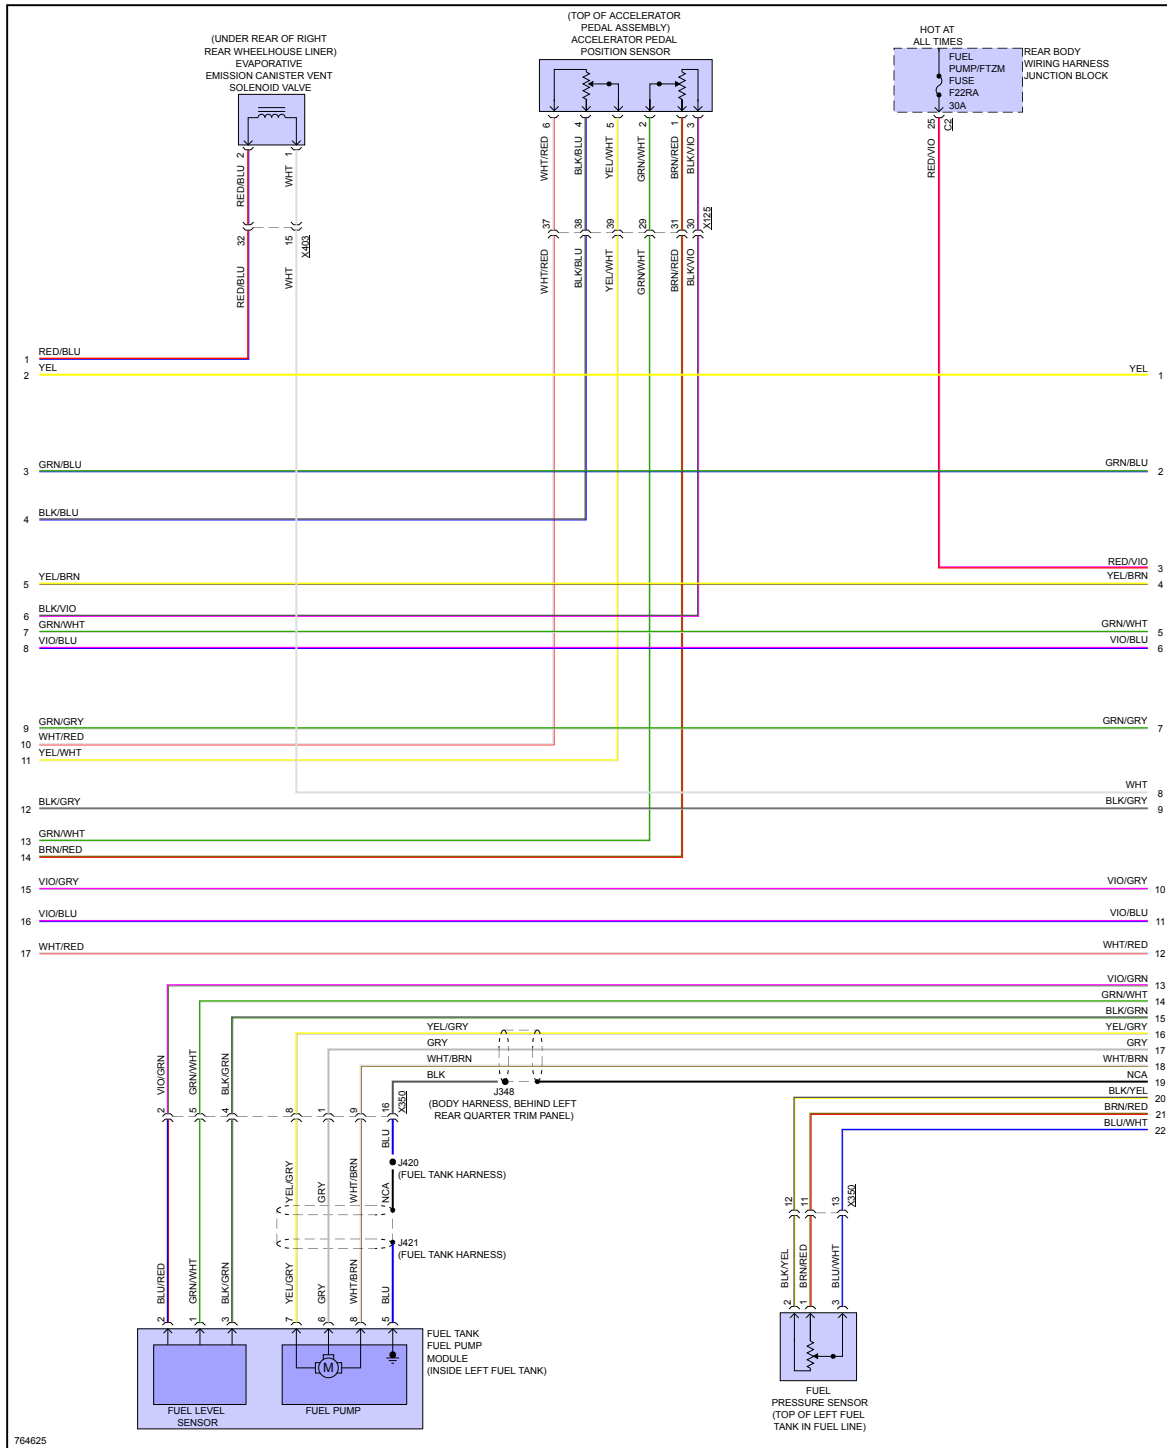 (UNDER REAR OF RIGHT
REAR WHEELHOUSE LINER)
EVAPORATIVE
EMISSION CANISTER VENT
SOLENOID VALVE
(TOP OF ACCELERATOR
PEDAL ASSEMBLY)
ACCELERATOR PEDAL
POSITION SENSOR
HOT AT
ALL TIMES
FUEL
PUMP/FTZM
FUSE
F22RA
30A
REAR BODY
WIRING HARNESS
JUNCTION BLOCK
2 1
RED/BLU WHT
32 15 X403
RED/BLU WHT
6 4 5 2 1 3
WHT/RED BLK/BLU YEL/WHT GRN/WHT BRN/RED BLK/VIO
37 38 39 29 31 30 X125
WHT/RED BLK/BLU YEL/WHT GRN/WHT BRN/RED BLK/VIO
25 C2
RED/VIO
1 RED/BLU
2 YEL YEL 1
3 GRN/BLU GRN/BLU 2
4 BLK/BLU
RED/VIO 3
5 YEL/BRN YEL/BRN 4
6 BLK/VIO
7 GRN/WHT GRN/WHT 5
8 VIO/BLU VIO/BLU 6
9 GRN/GRY GRN/GRY 7
10 WHT/RED
11 YEL/WHT
WHT 8
12 BLK/GRY BLK/GRY 9
13 GRN/WHT
14 BRN/RED
15 VIO/GRY VIO/GRY 10
16 VIO/BLU VIO/BLU 11
17 WHT/RED WHT/RED 12
VIO/GRN 13
GRN/WHT 14
BLK/GRN 15
YEL/GRY YEL/GRY 16
GRY GRY 17
WHT/BRN WHT/BRN 18
BLK NCA 19
J348
(BODY HARNESS, BEHIND LEFT
REAR QUARTER TRIM PANEL)
BLK/YEL 20
BRN/RED 21
BLU/WHT 22
VIO/GRN GRN/WHT BLK/GRN
2 5 4 8 1 9 16 X350
BLU
J420
(FUEL TANK HARNESS)
YEL/GRY GRY WHT/BRN NCA
J421
(FUEL TANK HARNESS)
BLU/RED GRN/WHT BLK/GRN YEL/GRY GRY WHT/BRN BLU
2 1 3 7 6 8 5
12 11 13 X350
BLK/YEL BRN/RED BLU/WHT
2 1 3
FUEL TANK
FUEL PUMP
MODULE
(INSIDE LEFT FUEL TANK)
M
FUEL LEVEL
SENSOR
FUEL PUMP
FUEL
PRESSURE SENSOR
(TOP OF LEFT FUEL
TANK IN FUEL LINE)
764625